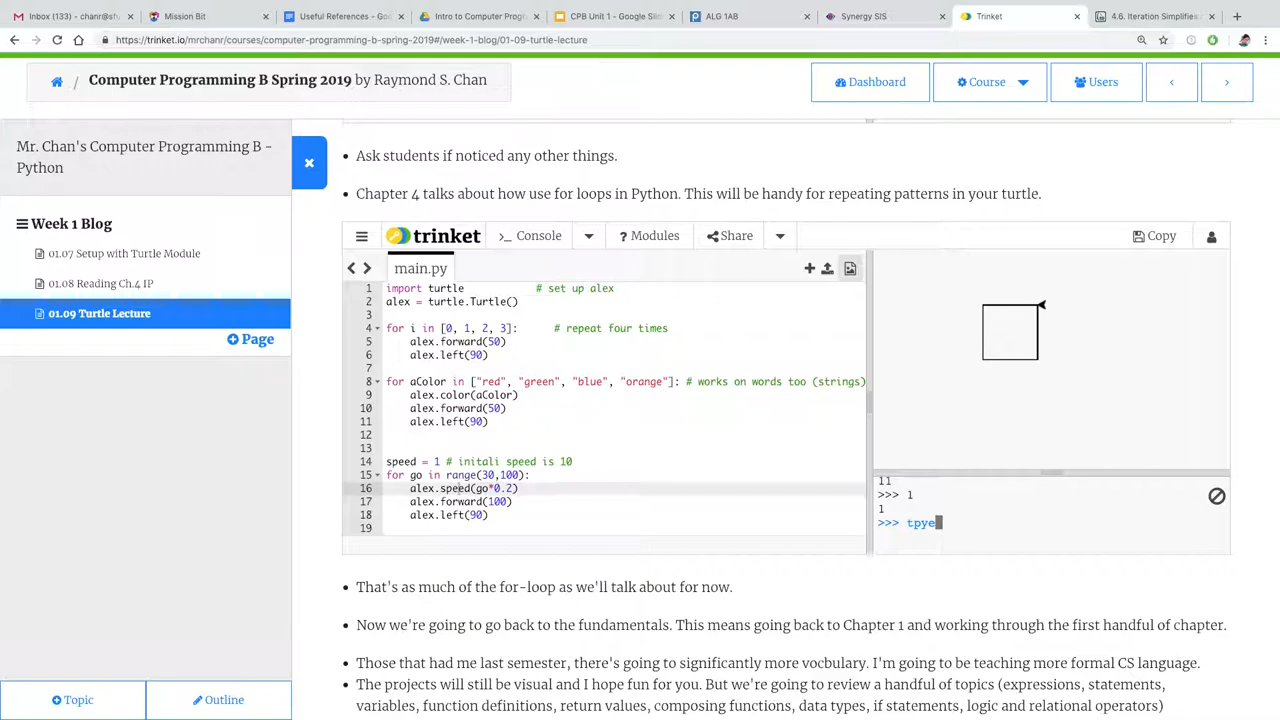 Inbox (133) - chanr@st
Mission Bit
Useful References - Goo
Intro to Computer Progra
CPB Unit 1 - Google Slid
ALG 1AB
Synergy SIS
Trinket
4.6. Iteration Simplifies
https://trinket.io/mrchanr/courses/computer-programming-b-spring-2019#/week-1-blog/01-09-turtle-lecture
/ Computer Programming B Spring 2019 by Raymond S. Chan
Dashboard
Course
Users
Mr. Chan's Computer Programming B -
Python
Week 1 Blog
01.07 Setup with Turtle Module
01.08 Reading Ch.4 IP
01.09 Turtle Lecture
Page
Topic
Outline
• Ask students if noticed any other things.
• Chapter 4 talks about how use for loops in Python. This will be handy for repeating patterns in your turtle.
trinket
>_ Console
? Modules
Share
Copy
main.py
1 import turtle # set up alex
2 alex = turtle.Turtle()
3
4 for i in [0, 1, 2, 3]: # repeat four times
5 alex.forward(50)
6 alex.left(90)
7
8 for aColor in ["red", "green", "blue", "orange"]: # works on words too (strings)
9 alex.color(aColor)
10 alex.forward(50)
11 alex.left(90)
12
13
14 speed = 1 # initali speed is 10
15 for go in range(30,100):
16 alex.speed(go*0.2)
17 alex.forward(100)
18 alex.left(90)
19
11
>>> 1
1
>>> tpye
• That's as much of the for-loop as we'll talk about for now.
• Now we're going to go back to the fundamentals. This means going back to Chapter 1 and working through the first handful of chapter.
• Those that had me last semester, there's going to significantly more vocbulary. I'm going to be teaching more formal CS language.
• The projects will still be visual and I hope fun for you. But we're going to review a handful of topics (expressions, statements,
variables, function definitions, return values, composing functions, data types, if statements, logic and relational operators)